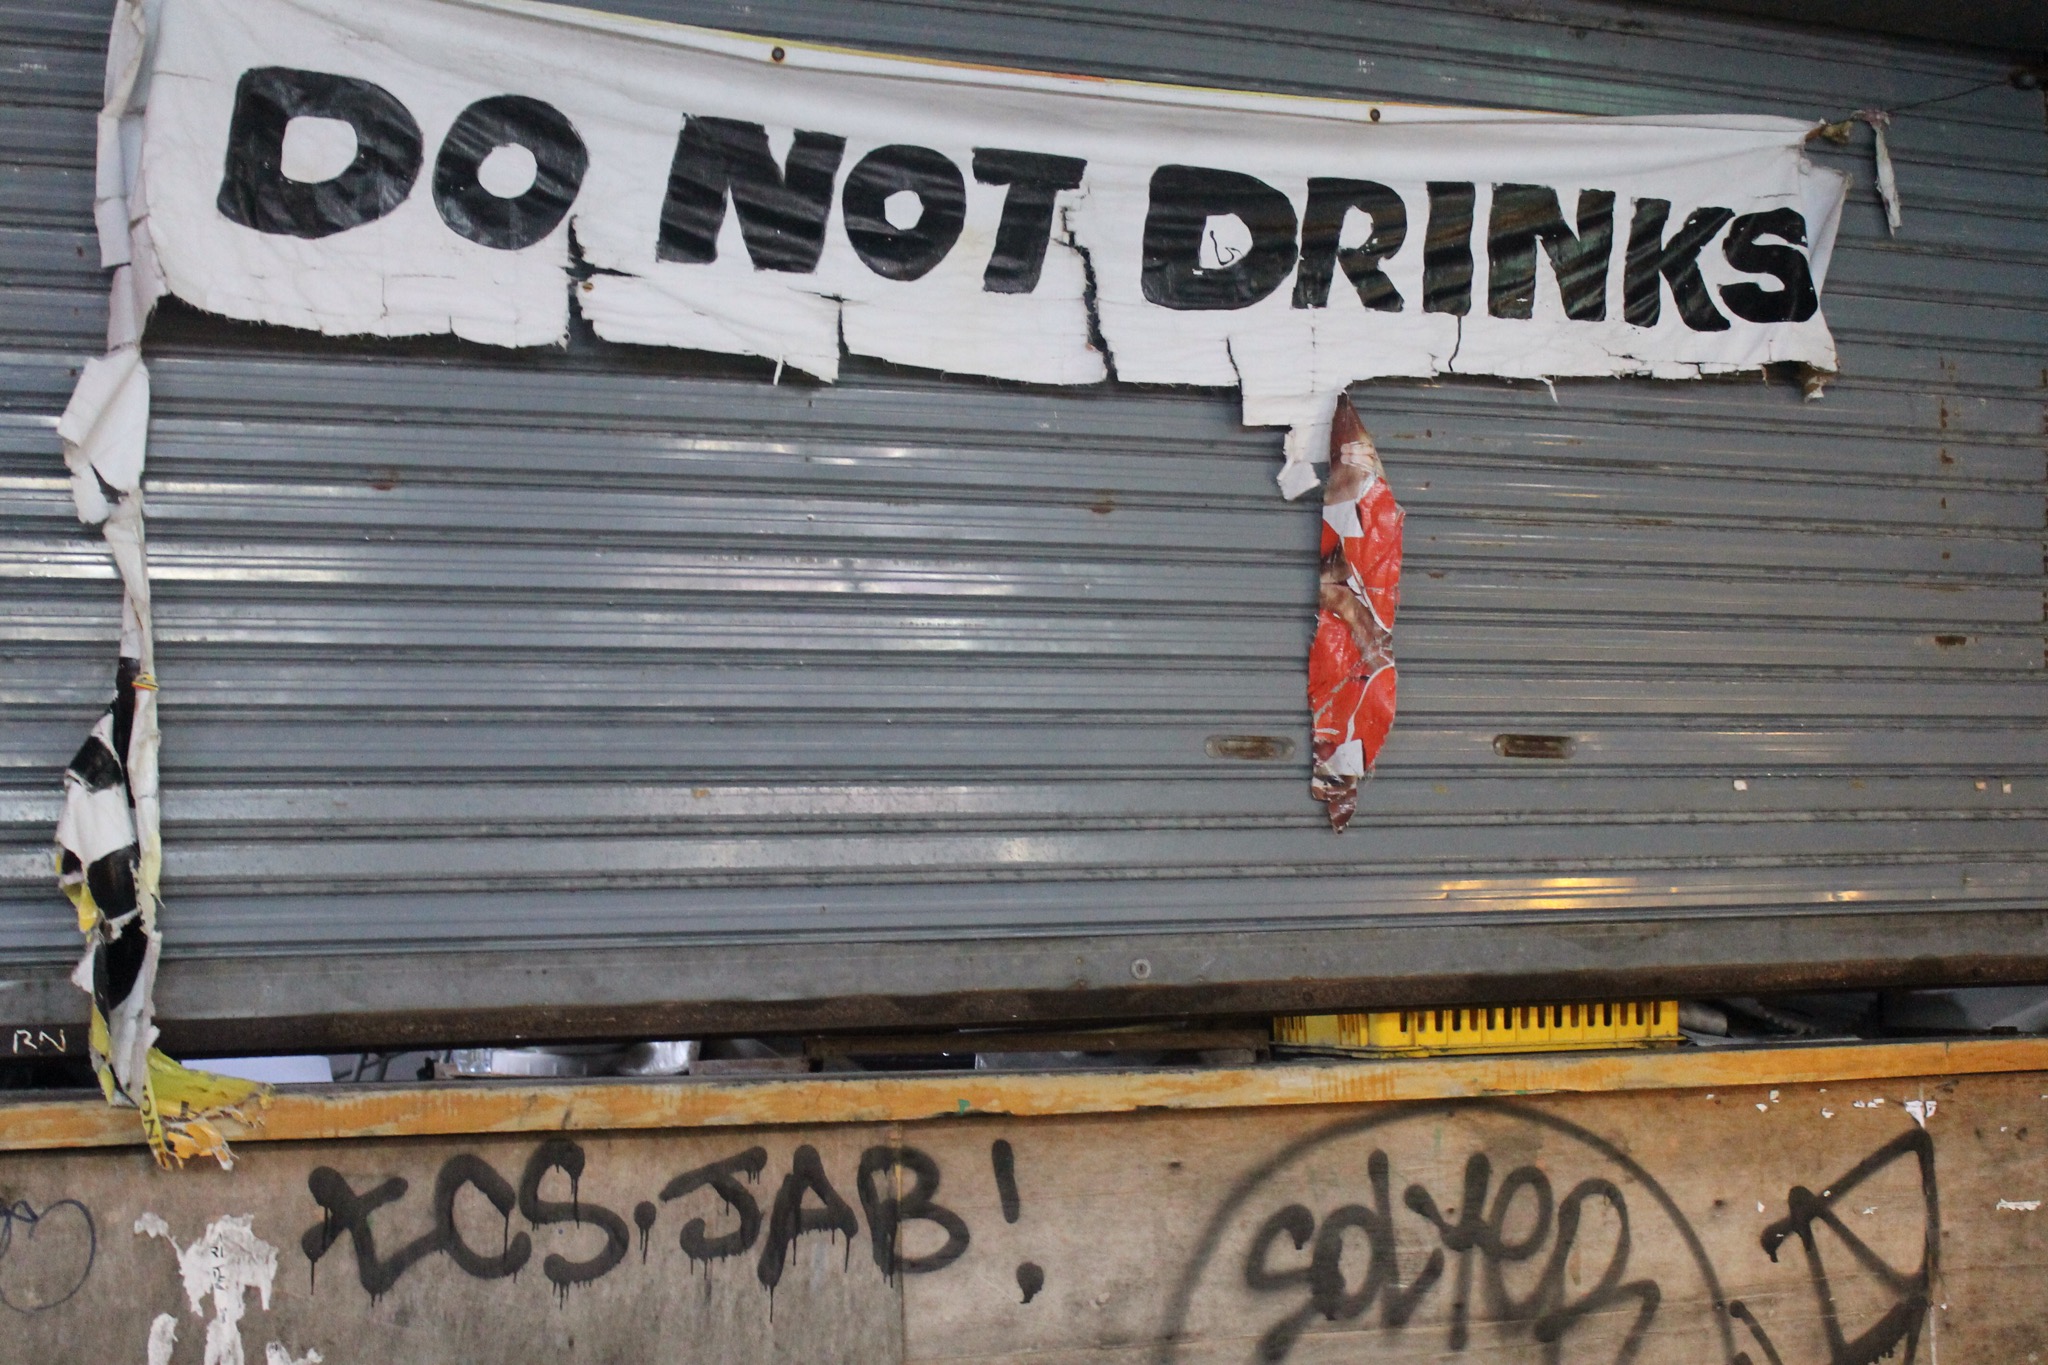 DO NOT DRINKS
RN
XCS.JAB!